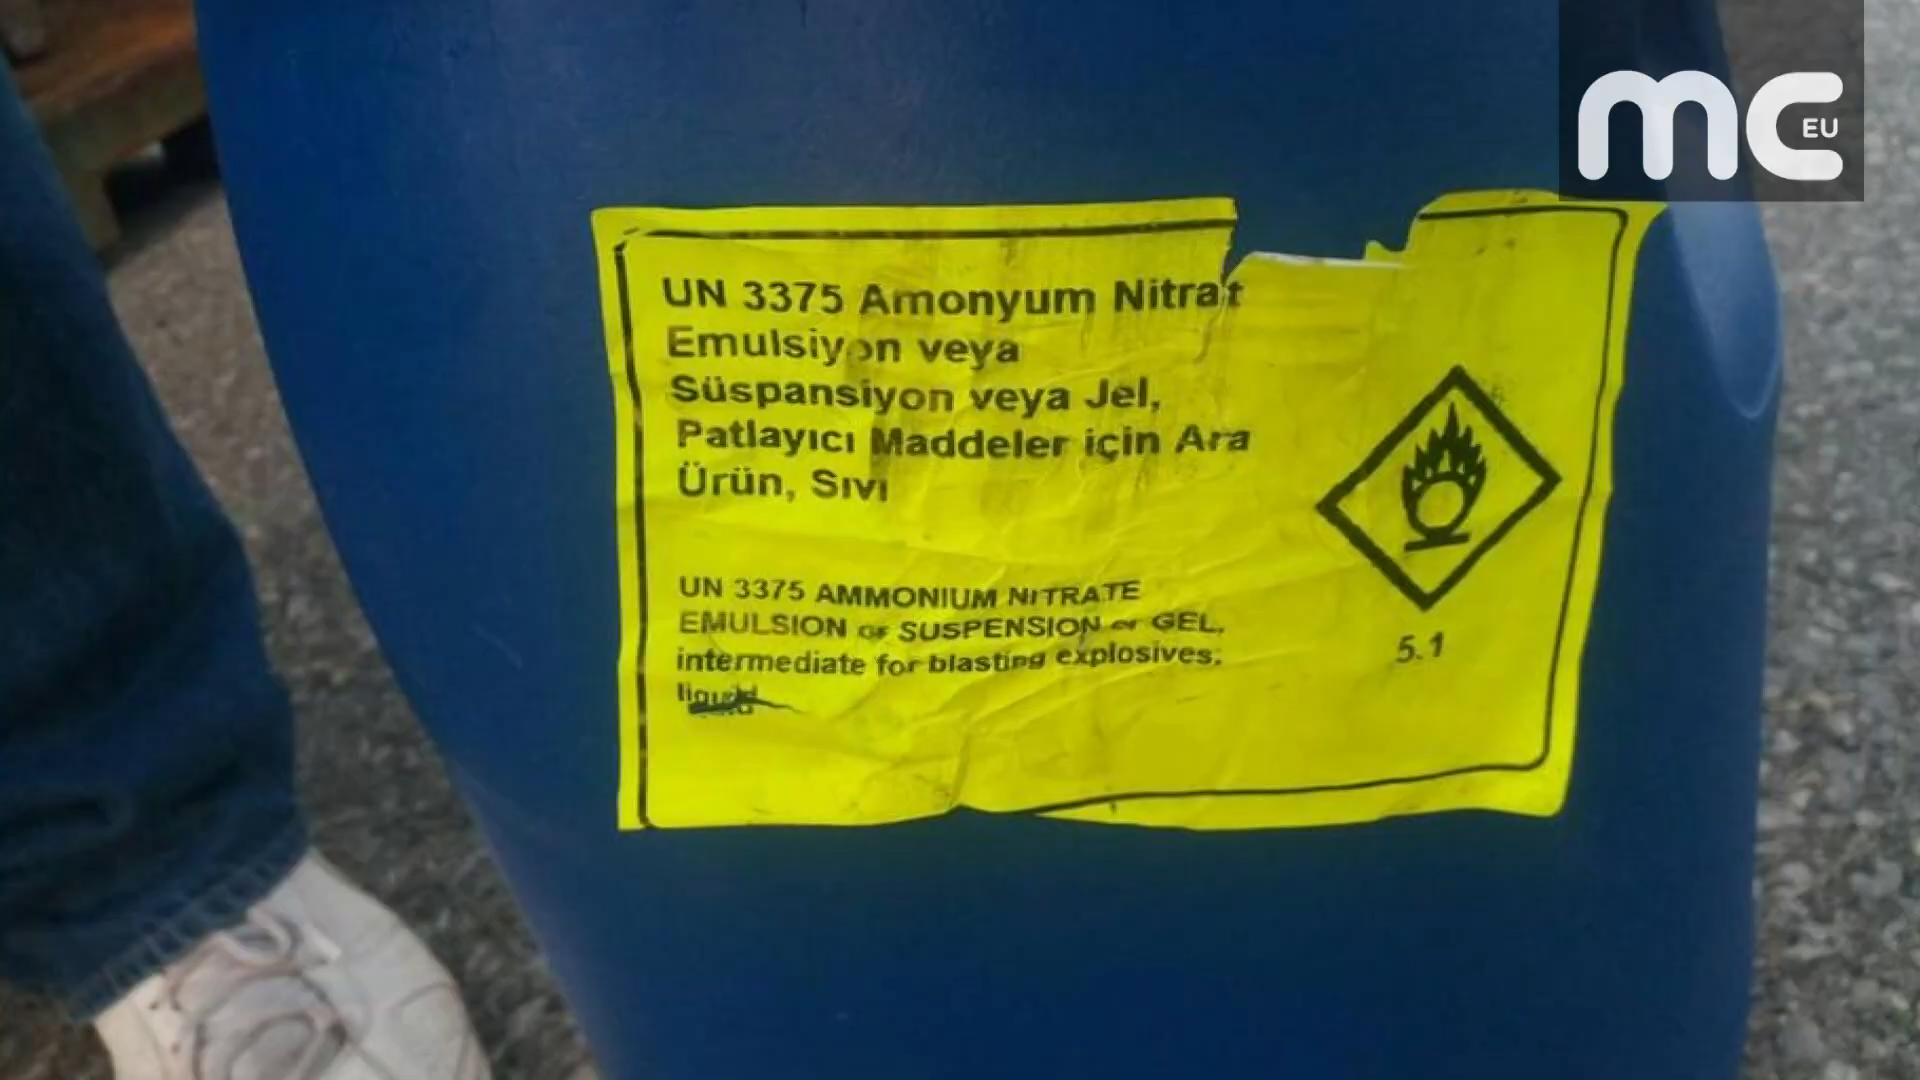 mc EU
UN 3375 Amonyum Nitrat
Emulsiyon veya
Süspansiyon veya Jel,
Patlayıcı Maddeler için Ara
Ürün, Sıvı
UN 3375 AMMONIUM NITRATE
EMULSION or SUSPENSION or GEL,
intermediate for blasting explosives,
liquid
5.1